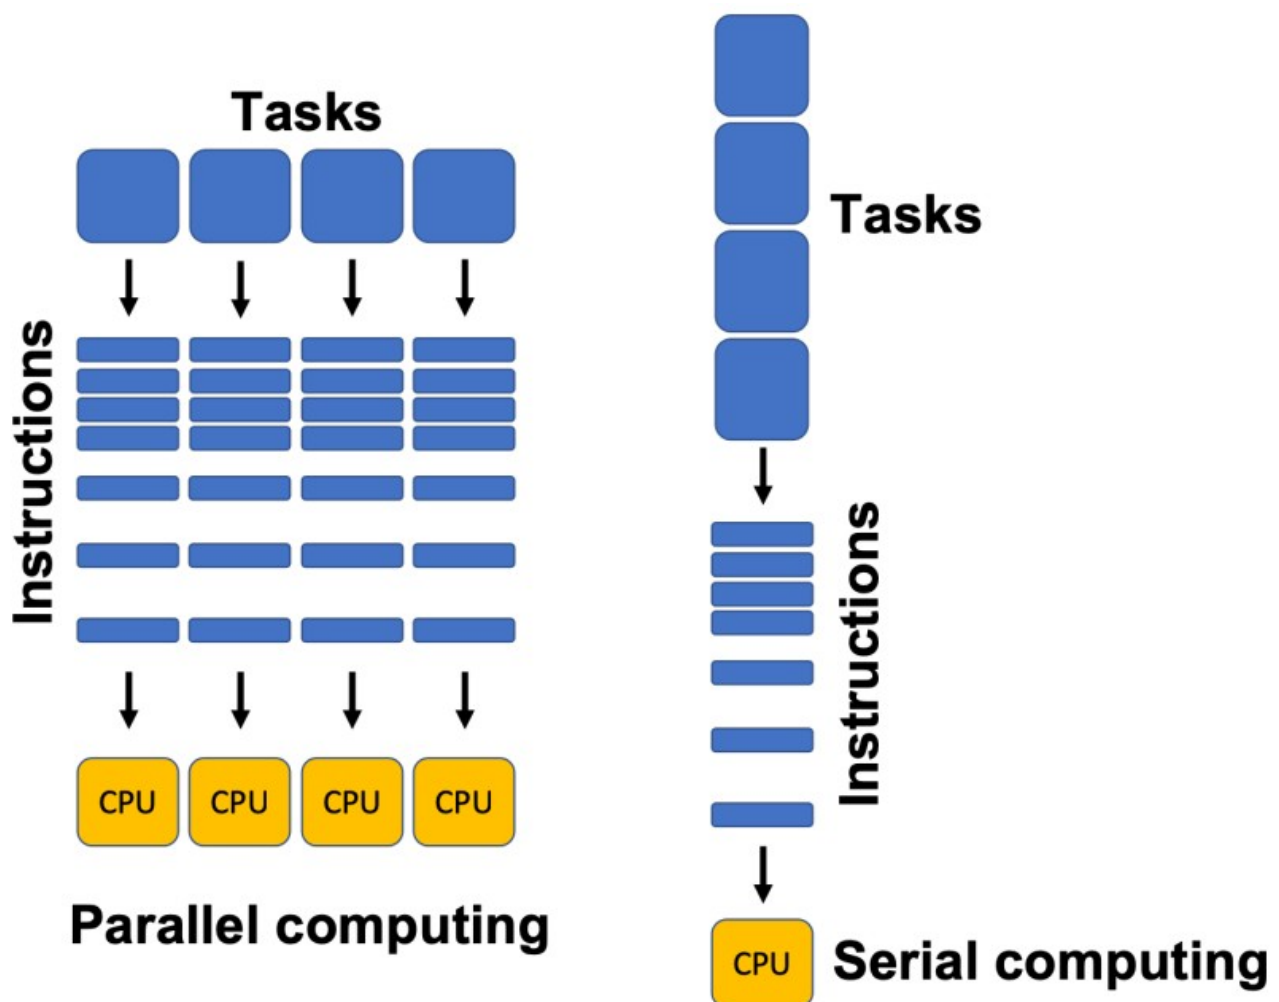 Tasks
Instructions
CPU CPU CPU CPU
Parallel computing
Tasks
Instructions
CPU
Serial computing